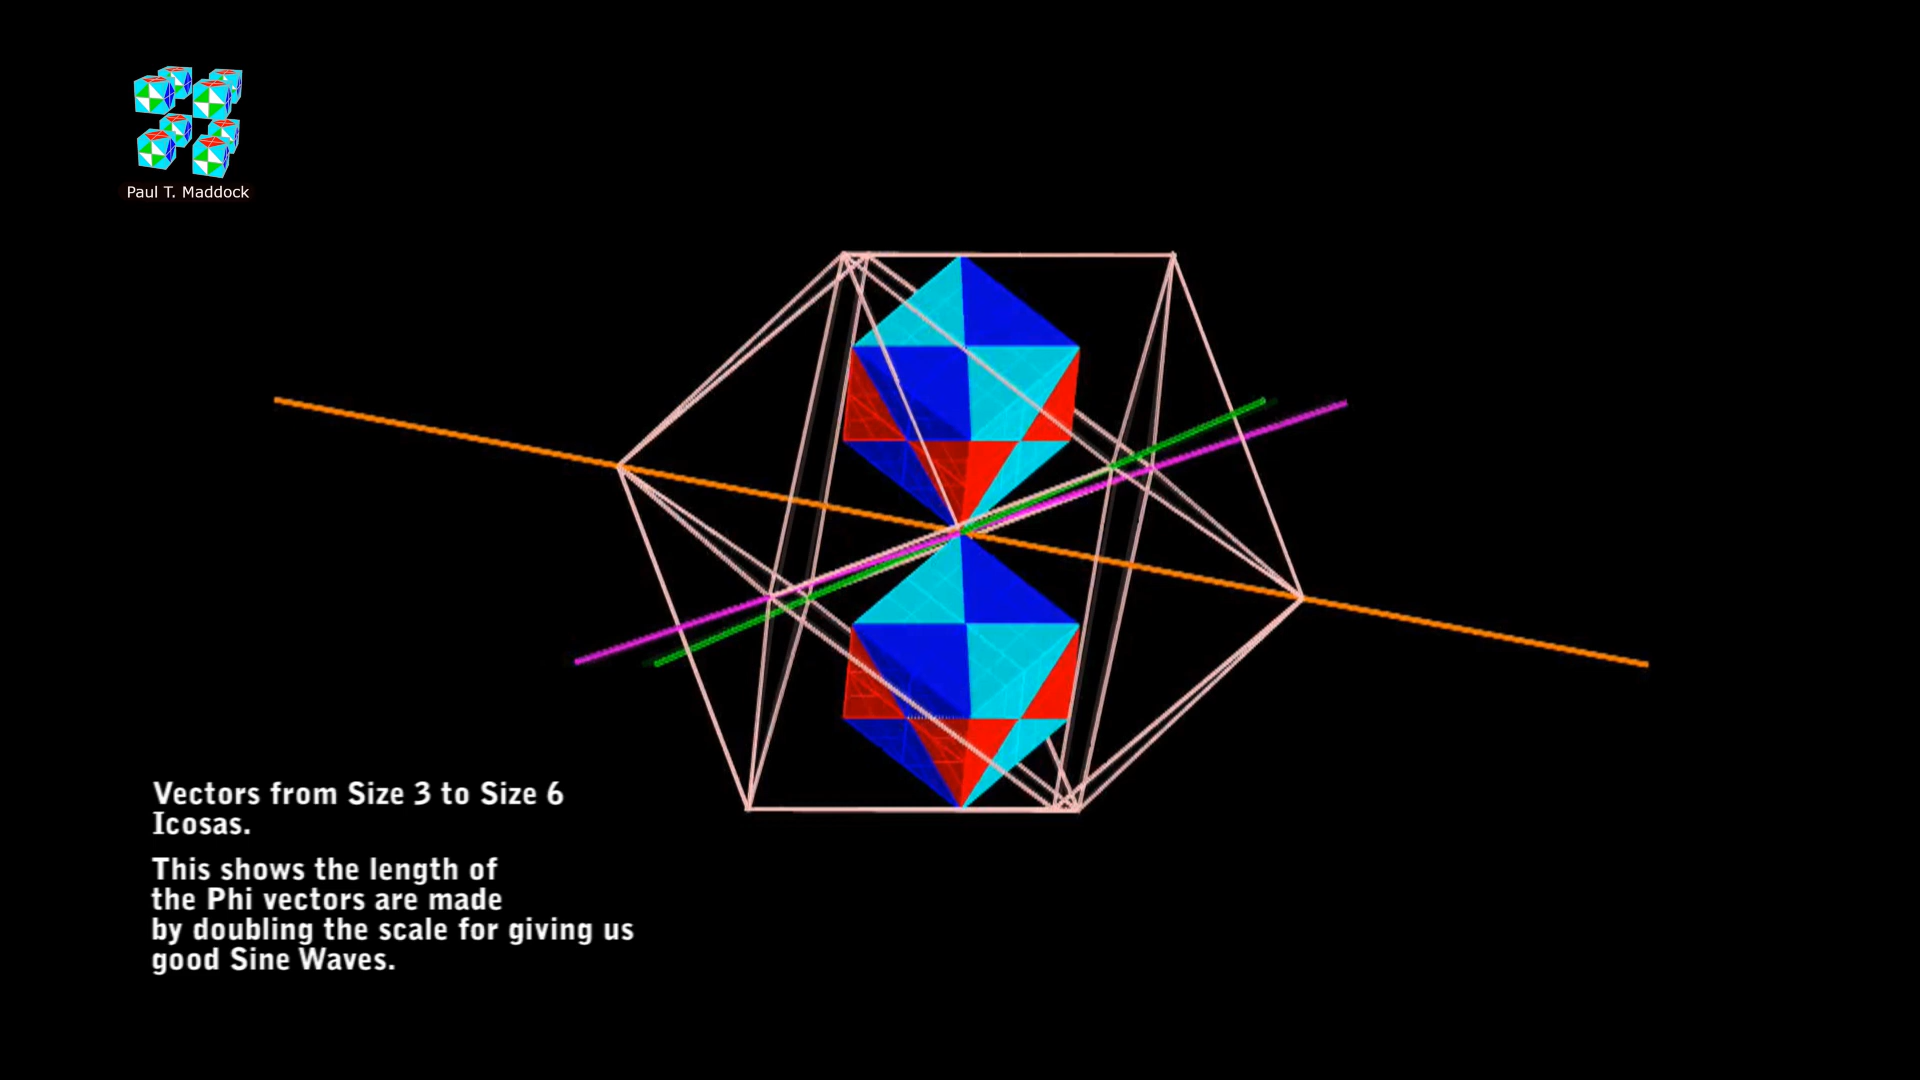 Paul T. Maddock
Vectors from Size 3 to Size 6
Icosas.
This shows the length of
the Phi vectors are made
by doubling the scale for giving us
good Sine Waves.